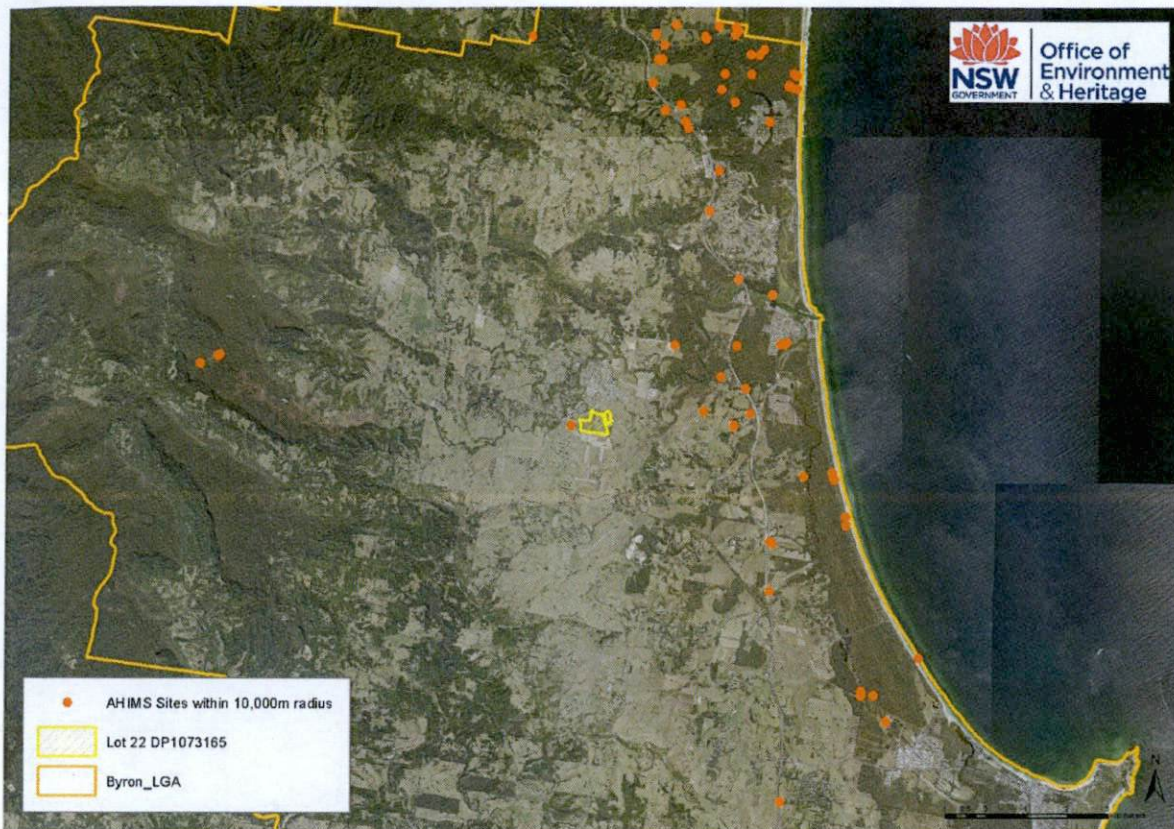 NSW
GOVERNMENT
Office of
Environment
& Heritage
AHIMS Sites within 10,000m radius
Lot 22 DP1073165
Byron_LGA
N